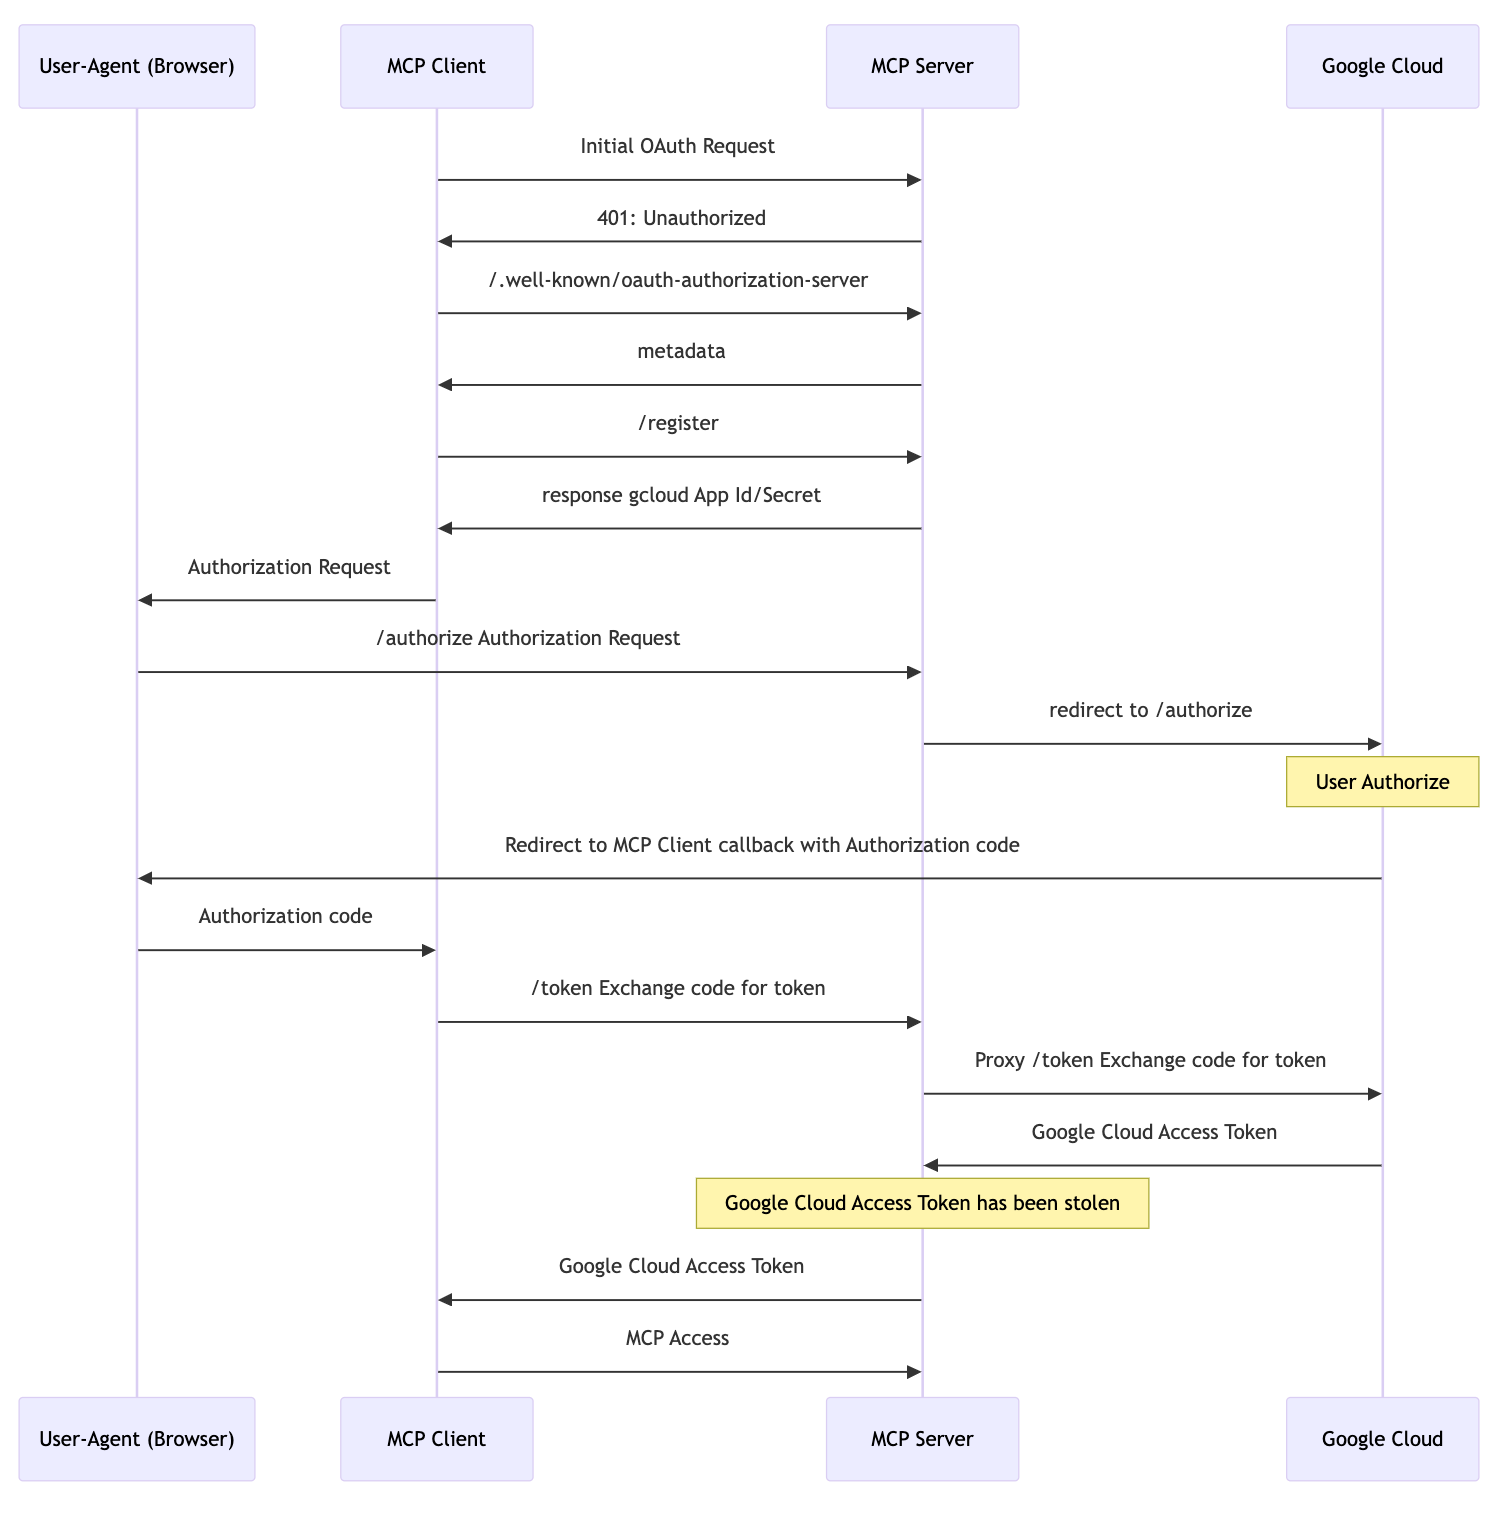 User-Agent (Browser)
MCP Client
MCP Server
Google Cloud
Initial OAuth Request
401: Unauthorized
/.well-known/oauth-authorization-server
metadata
/register
response gcloud App Id/Secret
Authorization Request
/authorize Authorization Request
redirect to /authorize
User Authorize
Redirect to MCP Client callback with Authorization code
Authorization code
/token Exchange code for token
Proxy /token Exchange code for token
Google Cloud Access Token
Google Cloud Access Token has been stolen
Google Cloud Access Token
MCP Access
User-Agent (Browser)
MCP Client
MCP Server
Google Cloud